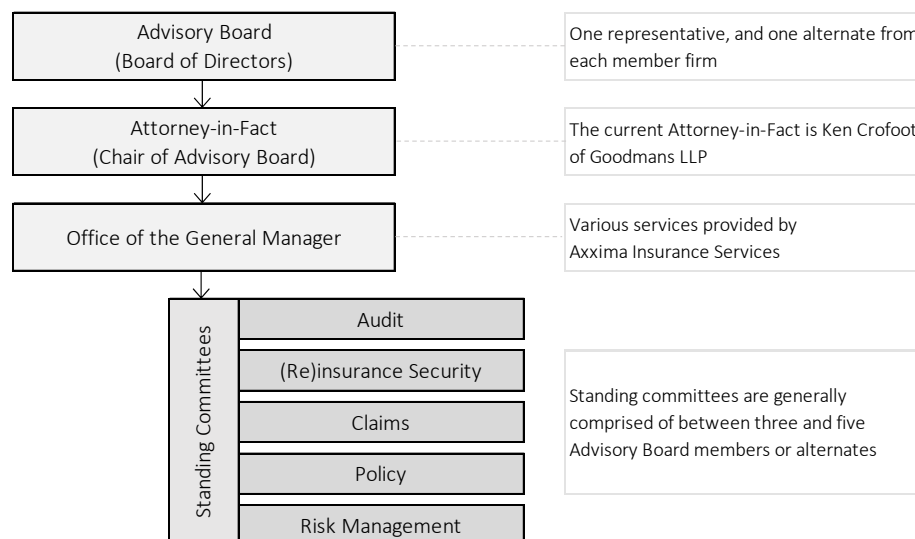 Advisory Board
(Board of Directors)
One representative, and one alternate from
each member firm
Attorney-in-Fact
(Chair of Advisory Board)
The current Attorney-in-Fact is Ken Crofoot
of Goodmans LLP
Office of the General Manager
Various services provided by
Axxima Insurance Services
Standing Committees
Audit
(Re)insurance Security
Claims
Policy
Risk Management
Standing committees are generally
comprised of between three and five
Advisory Board members or alternates